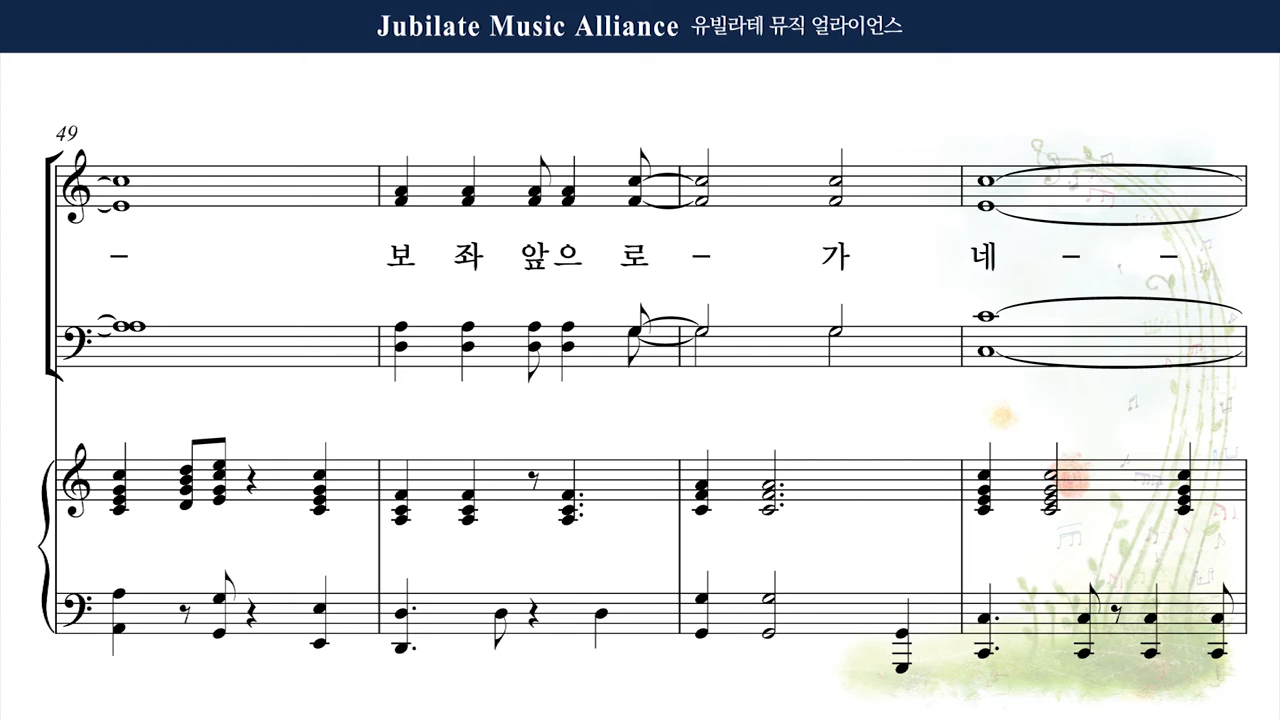 Jubilate Music Alliance 유빌라테 뮤직 얼라이언스
49
– 보 좌 앞 으 로 – 가 네 – –